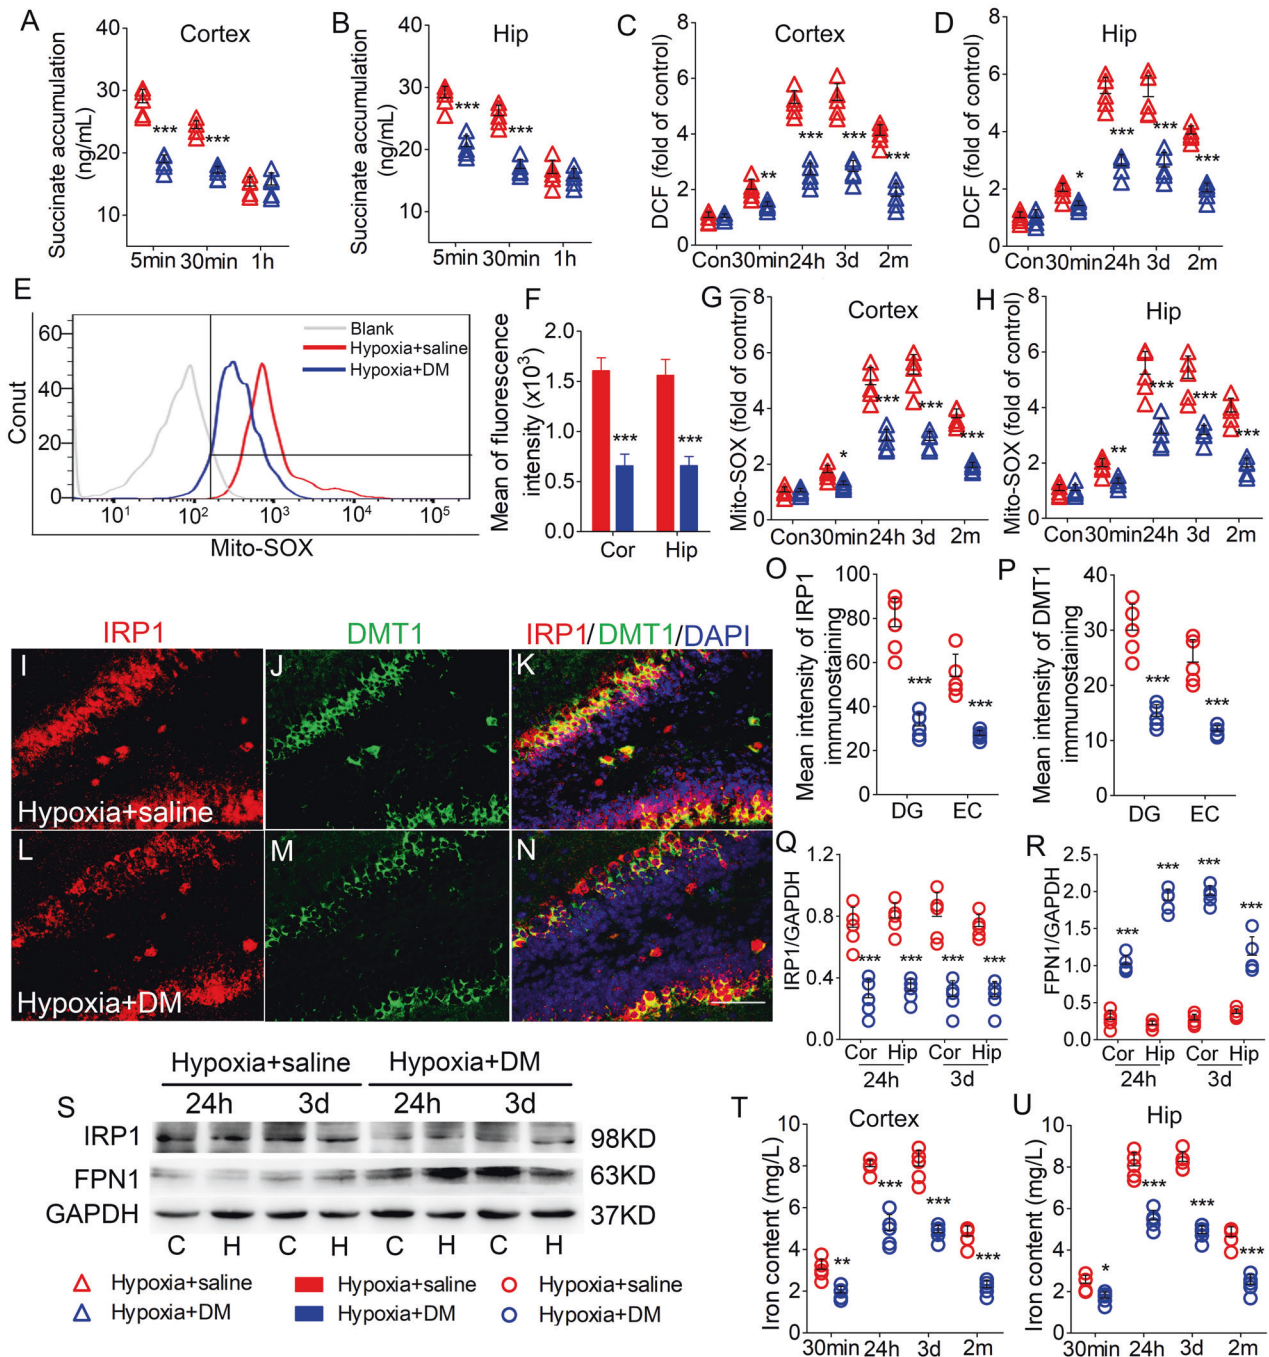 A
Cortex
Succinate accumulation
(ng/mL)
40
30
20
10
***
***
5min 30min 1h
B
Hip
Succinate accumulation
(ng/mL)
40
30
20
10
***
***
5min 30min 1h
C
Cortex
DCF (fold of control)
8
6
4
2
0
**
***
***
***
Con 30min 24h 3d 2m
D
Hip
DCF (fold of control)
8
6
4
2
0
*
***
***
***
Con 30min 24h 3d 2m
E
Conut
60
40
20
0
Blank
Hypoxia+saline
Hypoxia+DM
10¹ 10² 10³ 10⁴ 10⁵
Mito-SOX
F
Mean of fluorescence
intensity (x10³)
2.0
1.5
1.0
0.5
0.0
***
***
Cor Hip
G
Cortex
Mito-SOX (fold of control)
8
6
4
2
0
*
***
***
***
Con 30min 24h 3d 2m
H
Hip
Mito-SOX (fold of control)
8
6
4
2
0
**
***
***
***
Con 30min 24h 3d 2m
IRP1
DMT1
IRP1/DMT1/DAPI
I
J
K
Hypoxia+saline
L
M
N
Hypoxia+DM
O
Mean intensity of IRP1
immunostaining
100
80
60
40
20
0
***
***
DG EC
P
Mean intensity of DMT1
immunostaining
40
30
20
10
0
***
***
DG EC
Q
IRP1/GAPDH
1.2
0.8
0.4
0.0
***
***
***
***
Cor Hip Cor Hip
24h 3d
R
FPN1/GAPDH
2.5
2.0
1.5
1.0
0.5
0.0
***
***
***
***
Cor Hip Cor Hip
24h 3d
S
Hypoxia+saline Hypoxia+DM
24h 3d 24h 3d
IRP1 98KD
FPN1 63KD
GAPDH 37KD
C H C H C H C H
Hypoxia+saline Hypoxia+saline Hypoxia+saline
Hypoxia+DM Hypoxia+DM Hypoxia+DM
T
Cortex
Iron content (mg/L)
10
8
6
4
2
0
**
***
***
***
30min 24h 3d 2m
U
Hip
Iron content (mg/L)
10
8
6
4
2
0
*
***
***
***
30min 24h 3d 2m